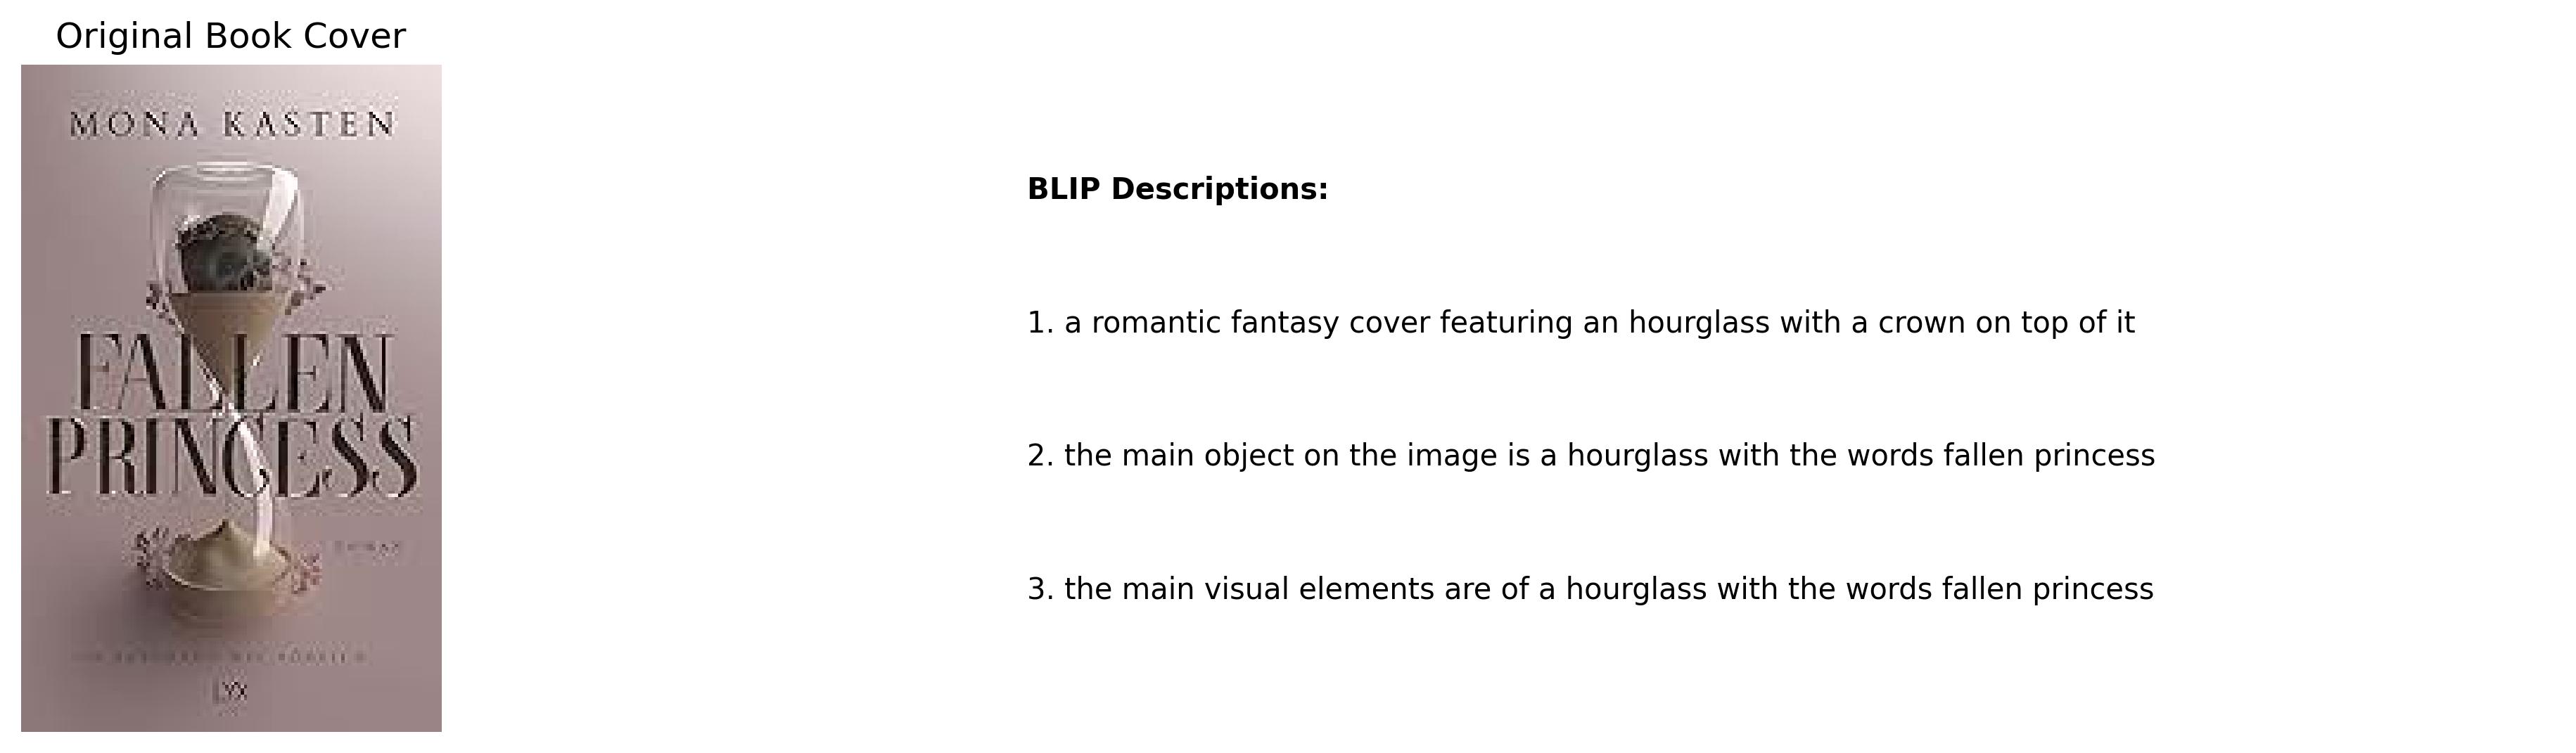 Original Book Cover
MONA KASTEN
FALLEN
PRINCESS
LYX
BLIP Descriptions:
1. a romantic fantasy cover featuring an hourglass with a crown on top of it
2. the main object on the image is a hourglass with the words fallen princess
3. the main visual elements are of a hourglass with the words fallen princess